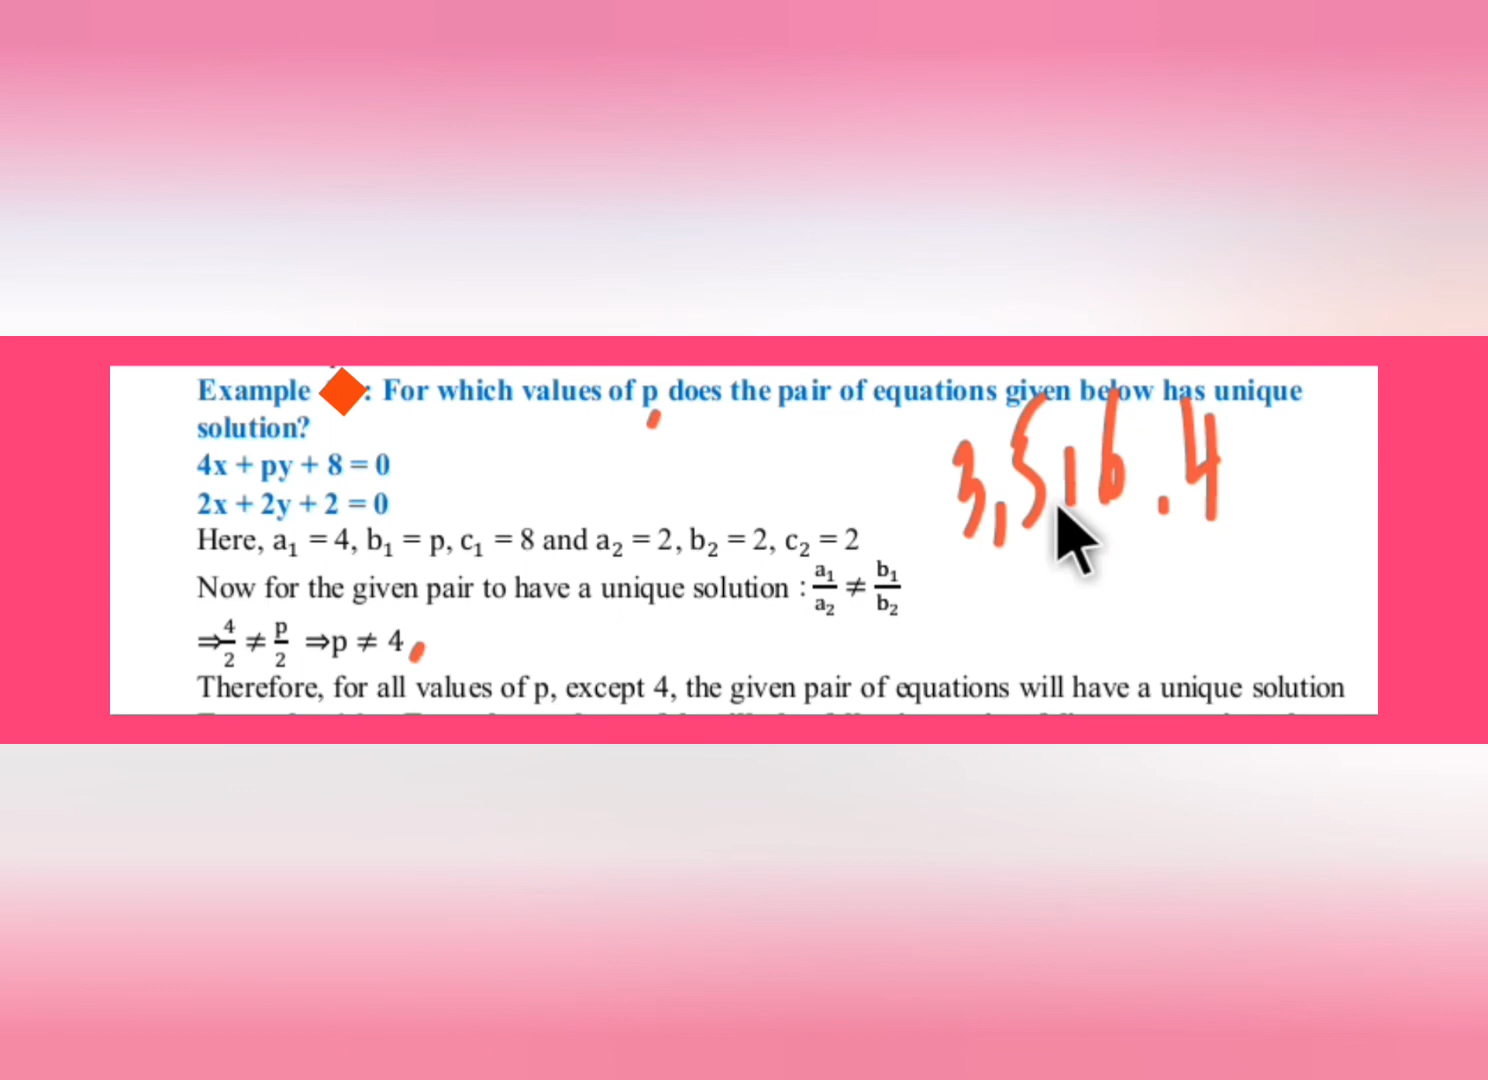 Example : For which values of p does the pair of equations given below has unique
solution?
4x + py + 8 = 0
2x + 2y + 2 = 0
3, 5, 6 . 4
Here, a₁ = 4, b₁ = p, c₁ = 8 and a₂ = 2, b₂ = 2, c₂ = 2
Now for the given pair to have a unique solution : a₁/a₂ ≠ b₁/b₂
⇒4/2 ≠ p/2 ⇒p ≠ 4
Therefore, for all values of p, except 4, the given pair of equations will have a unique solution